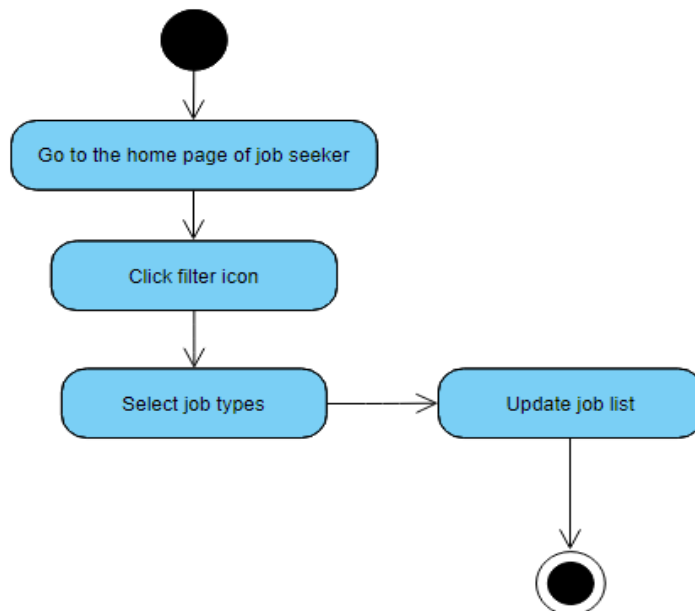 Go to the home page of job seeker
Click filter icon
Select job types
Update job list